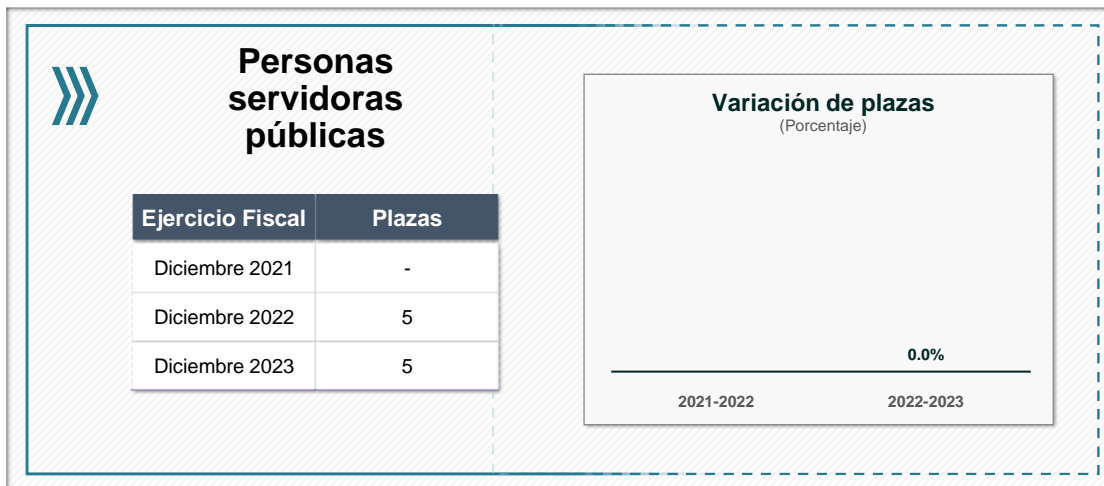 Personas
servidoras
públicas
Ejercicio Fiscal Plazas
Diciembre 2021 -
Diciembre 2022 5
Diciembre 2023 5
Variación de plazas
(Porcentaje)
0.0%
2021-2022 2022-2023